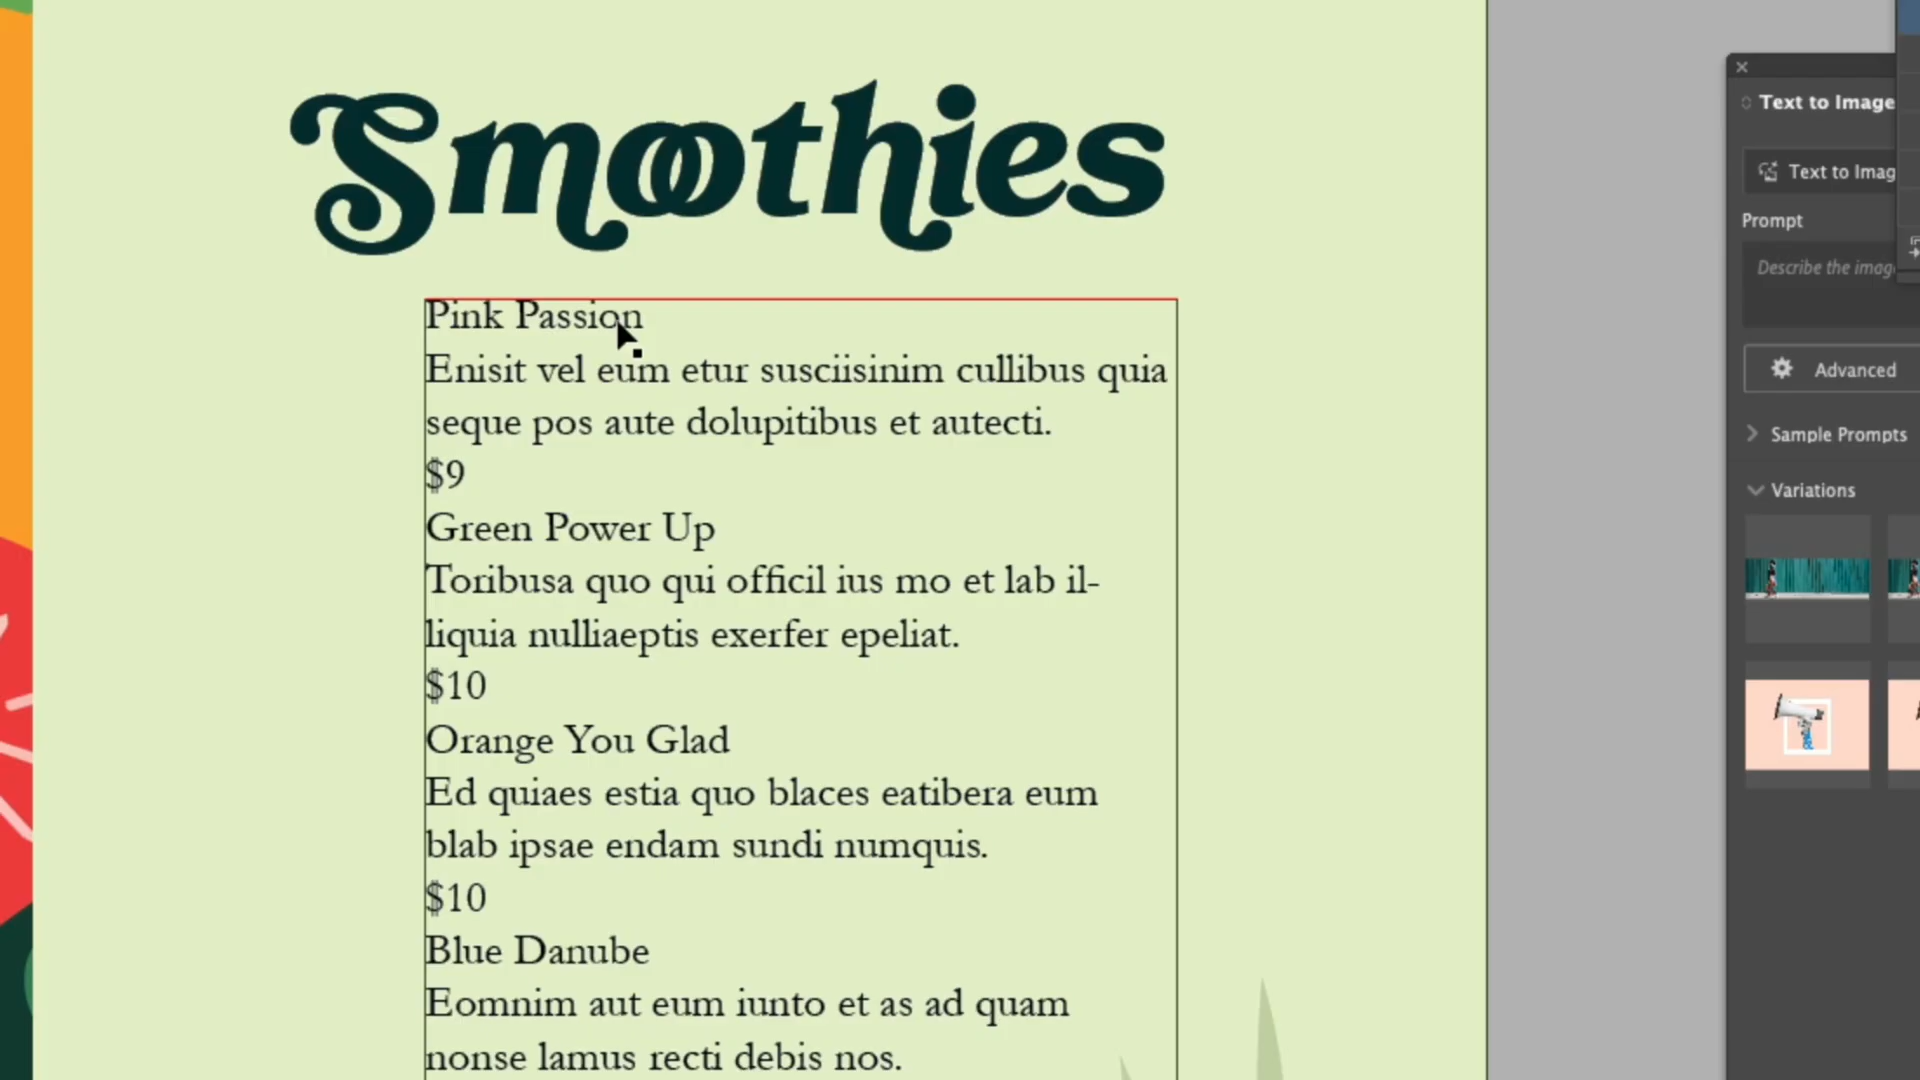 Smoothies
Pink Passion
Enisit vel eum etur susciisinim cullibus quia
seque pos aute dolupitibus et autecti.
$9
Green Power Up
Toribusa quo qui officil ius mo et lab il-
liquia nulliaeptis exerfer epeliat.
$10
Orange You Glad
Ed quiaes estia quo blaces eatibera eum
blab ipsae endam sundi numquis.
$10
Blue Danube
Eomnim aut eum iunto et as ad quam
nonse lamus recti debis nos.
Text to Image
Text to Imag
Prompt
Describe the imag
Advanced
Sample Prompts
Variations